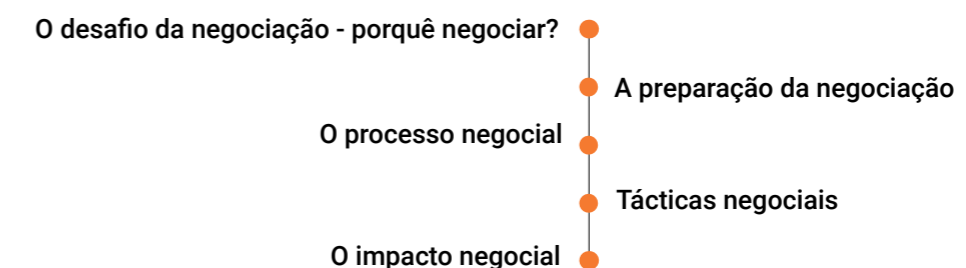 O desafio da negociação - porquê negociar?
A preparação da negociação
O processo negocial
Tácticas negociais
O impacto negocial